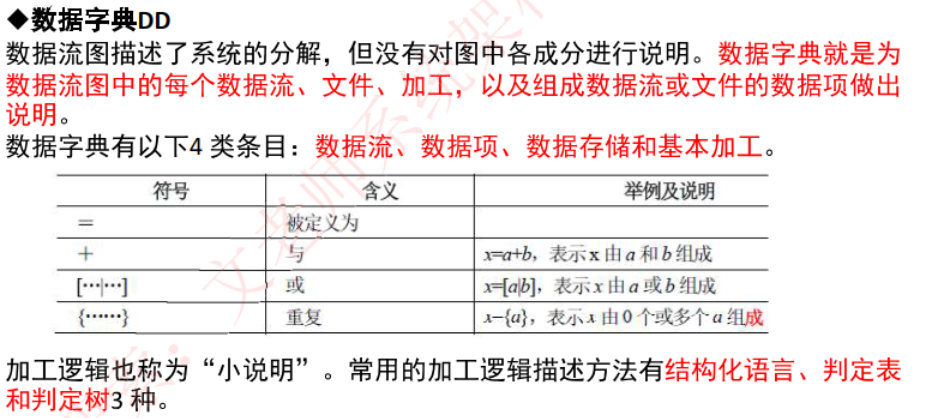 ◆数据字典DD
数据流图描述了系统的分解，但没有对图中各成分进行说明。数据字典就是为
数据流图中的每个数据流、文件、加工，以及组成数据流或文件的数据项做出
说明。
数据字典有以下4 类条目：数据流、数据项、数据存储和基本加工。
符号 含义 举例及说明
= 被定义为
+ 与 x=a+b，表示 x 由 a 和 b 组成
[…|…] 或 x=[a|b]，表示 x 由 a 或 b 组成
{……} 重复 x={a}，表示 x 由 0 个或多个 a 组成
加工逻辑也称为“小说明”。常用的加工逻辑描述方法有结构化语言、判定表
和判定树3 种。
文老师系统架